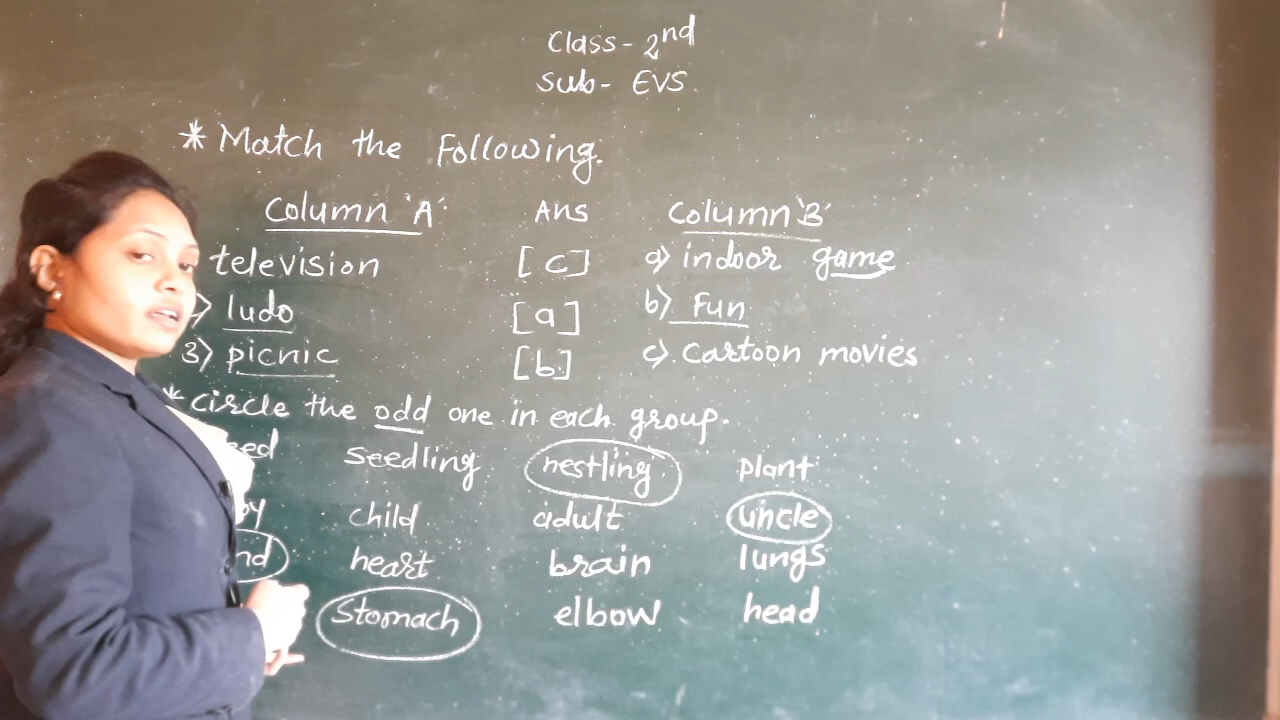 Class- 2nd
Sub- EVS
* Match the Following.
Column 'A' Ans Column 'B'
television [c] a) indoor game
ludo [a] b) Fun
3) picnic [b] c) cartoon movies
* circle the odd one in each group.
seedling nestling plant
child adult uncle
heart brain lungs
Stomach elbow head